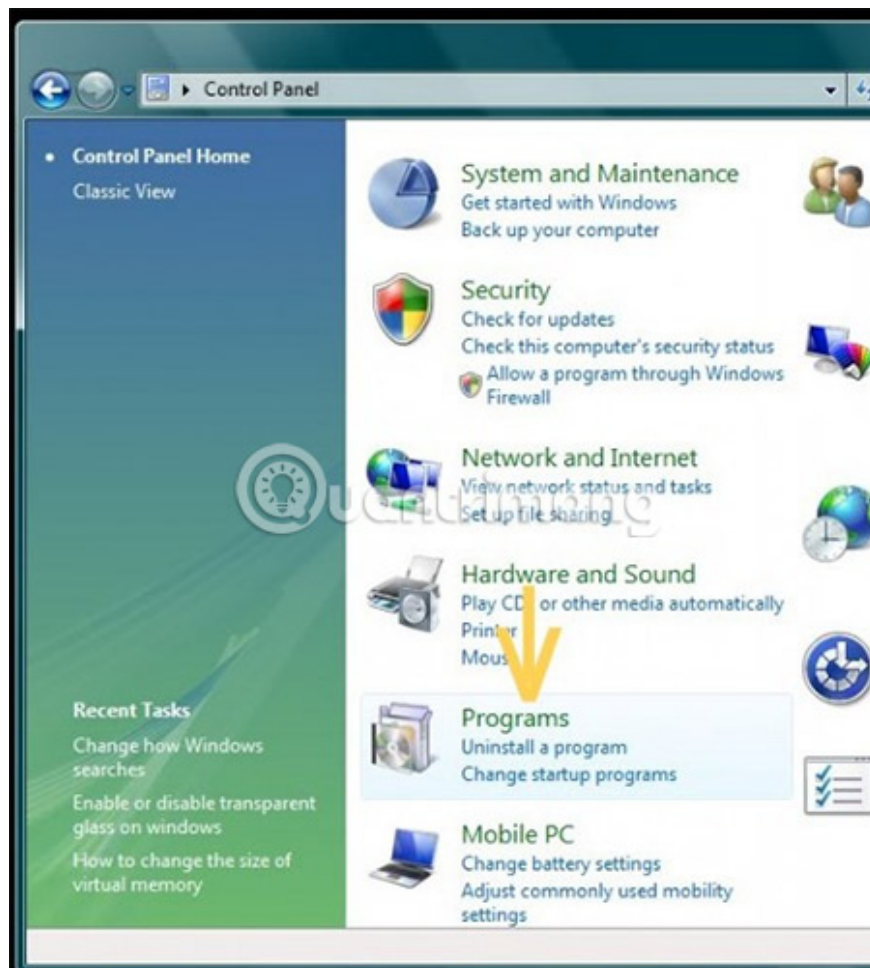 Control Panel
Control Panel Home
Classic View
System and Maintenance
Get started with Windows
Back up your computer
Security
Check for updates
Check this computer's security status
Allow a program through Windows
Firewall
Network and Internet
View network status and tasks
Set up file sharing
Quantrimang
Hardware and Sound
Play CDs or other media automatically
Printer
Mouse
Programs
Uninstall a program
Change startup programs
Mobile PC
Change battery settings
Adjust commonly used mobility
settings
Recent Tasks
Change how Windows
searches
Enable or disable transparent
glass on windows
How to change the size of
virtual memory